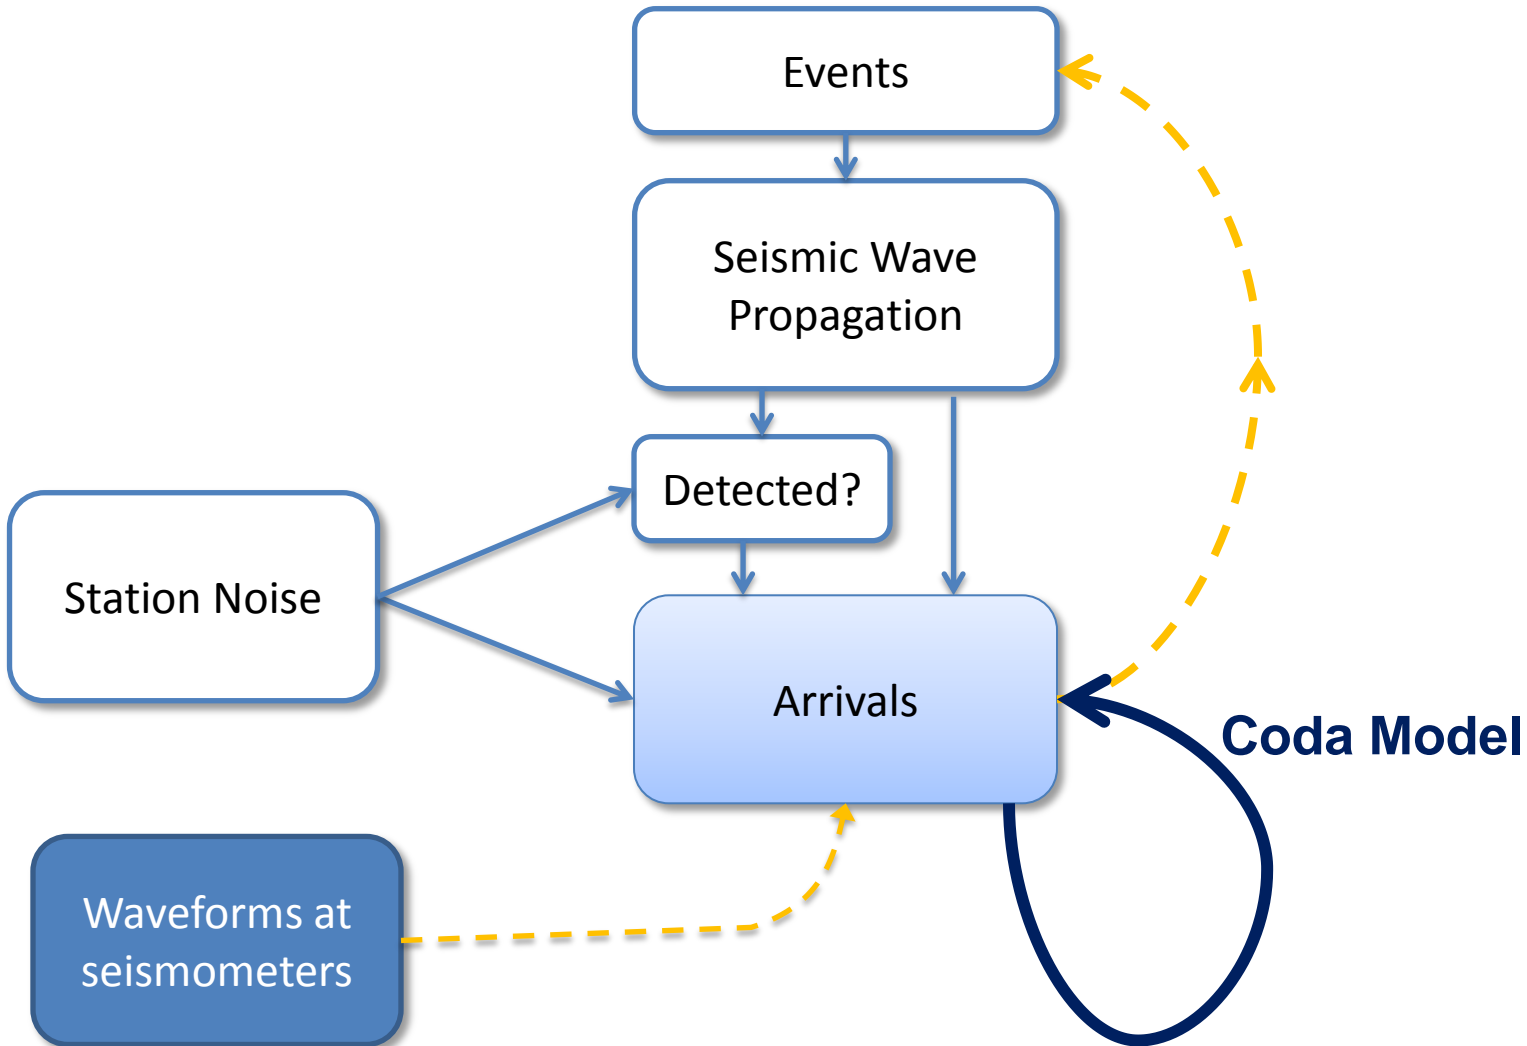 Events
Seismic Wave
Propagation
Detected?
Station Noise
Arrivals
Coda Model
Waveforms at
seismometers